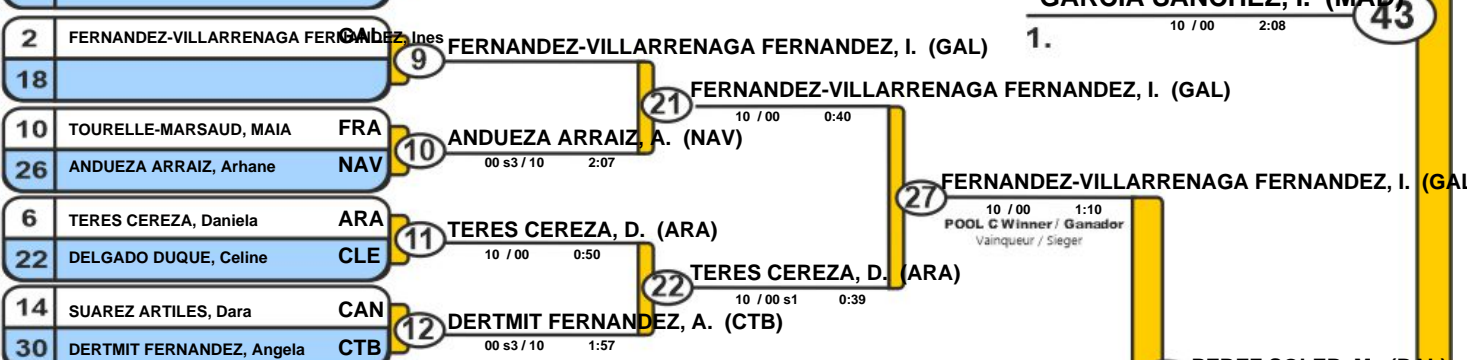 GARCIA SANCHEZ, I. (MAD)
43
10 / 00 2:08
1.
2 FERNANDEZ-VILLARRENAGA FERNANDEZ, Ines GAL
18
9
FERNANDEZ-VILLARRENAGA FERNANDEZ, I. (GAL)
10 TOURELLE-MARSAUD, MAIA FRA
26 ANDUEZA ARRAIZ, Arhane NAV
10
ANDUEZA ARRAIZ, A. (NAV)
00 s3 / 10 2:07
21
FERNANDEZ-VILLARRENAGA FERNANDEZ, I. (GAL)
10 / 00 0:40
6 TERES CEREZA, Daniela ARA
22 DELGADO DUQUE, Celine CLE
11
TERES CEREZA, D. (ARA)
10 / 00 0:50
27
FERNANDEZ-VILLARRENAGA FERNANDEZ, I. (GAL
10 / 00 1:10
POOL C Winner / Ganador
Vainqueur / Sieger
14 SUAREZ ARTILES, Dara CAN
30 DERTMIT FERNANDEZ, Angela CTB
12
DERTMIT FERNANDEZ, A. (CTB)
00 s3 / 10 1:57
22
TERES CEREZA, D. (ARA)
10 / 00 s1 0:39